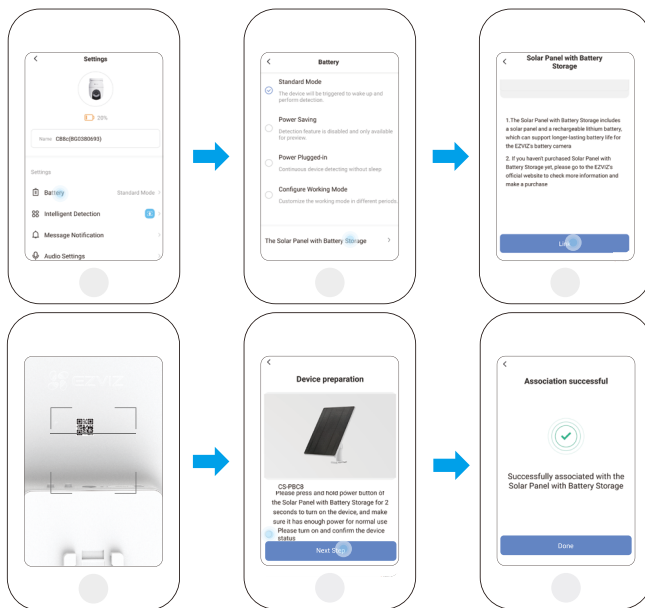 Settings
20%
Name CB8c(BG0380693)
Settings
Battery Standard Mode
Intelligent Detection
Message Notification
Audio Settings
Battery
Standard Mode
The device will be triggered to wake up and
perform detection.
Power Saving
Detection feature is disabled and only available
for preview.
Power Plugged-in
Continuous device detecting without sleep
Configure Working Mode
Customize the working mode in different periods.
The Solar Panel with Battery Storage
Solar Panel with Battery
Storage
1.The Solar Panel with Battery Storage includes
a solar panel and a rechargeable lithium battery,
which can support longer-lasting battery life for
the EZVIZ's battery camera
2. If you haven't purchased Solar Panel with
Battery Storage yet, please go to the EZVIZ's
official website to check more information and
make a purchase
EZVIZ
Device preparation
CS-PBC8
Please press and hold power button of
the Solar Panel with Battery Storage for 2
seconds to turn on the device, and make
sure it has enough power for normal use
Please turn on and confirm the device
status
Next Step
Association successful
Successfully associated with the
Solar Panel with Battery Storage
Done